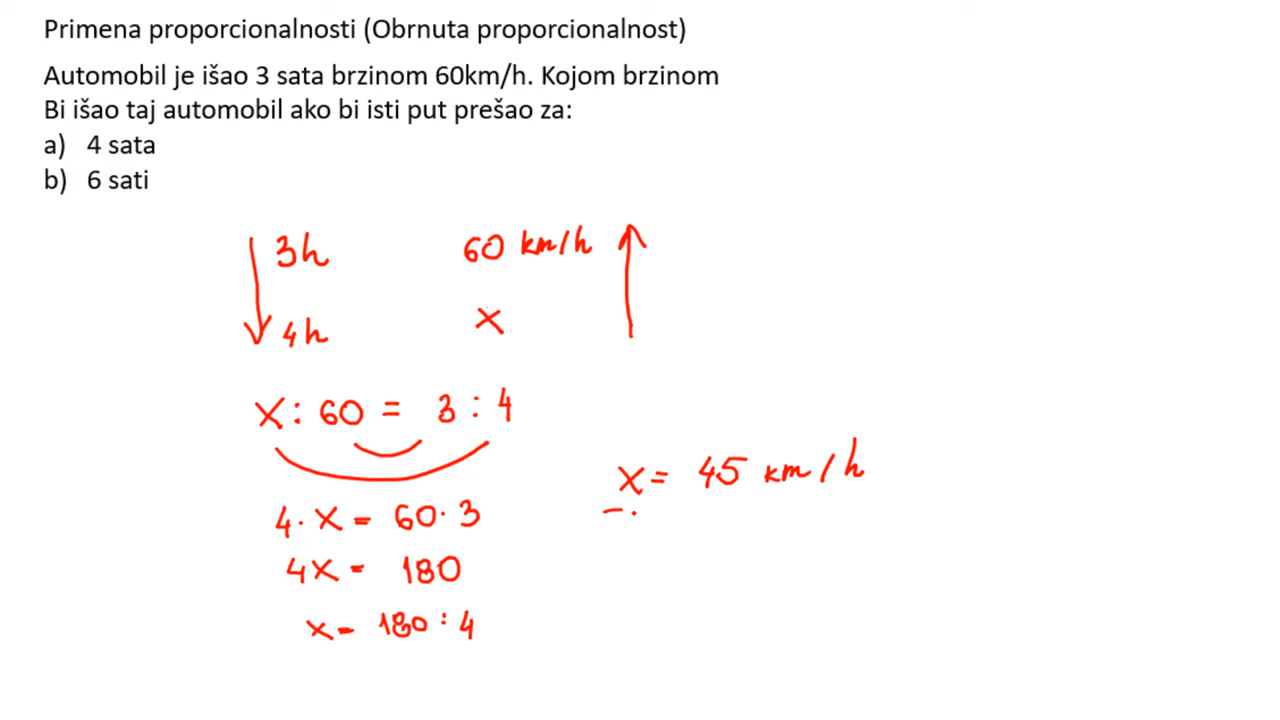 Primena proporcionalnosti (Obrnuta proporcionalnost)
Automobil je išao 3 sata brzinom 60km/h. Kojom brzinom
Bi išao taj automobil ako bi isti put prešao za:
a) 4 sata
b) 6 sati
3h 60 km/h
4h x
x : 60 = 3 : 4
4 · x = 60 · 3
4x = 180
x = 180 : 4
x = 45 km/h